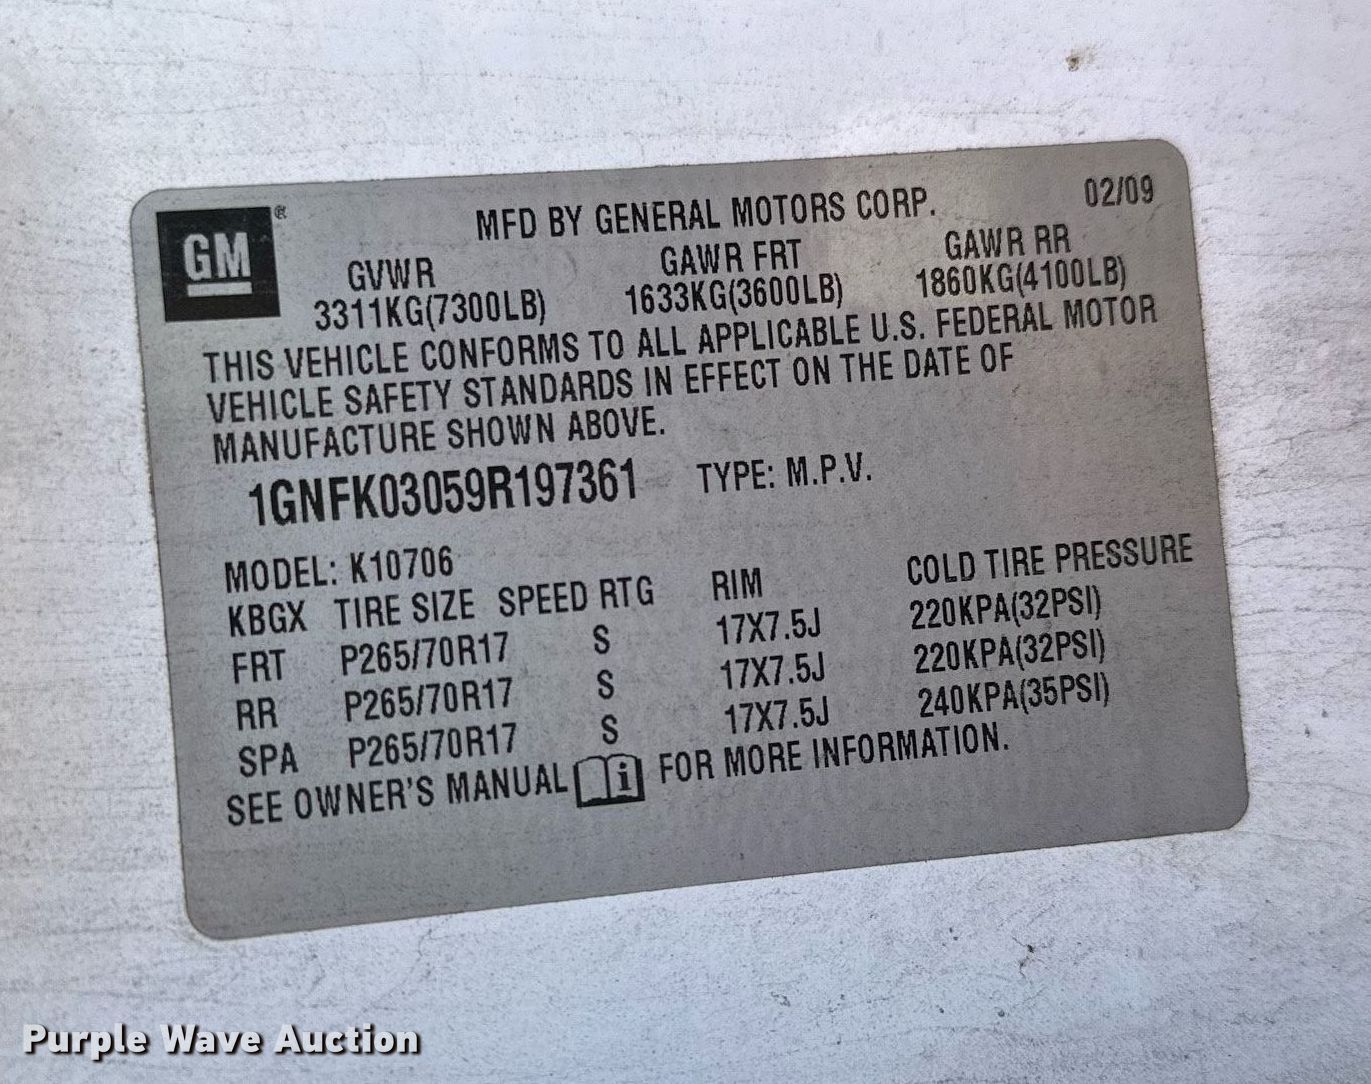 GM®
MFD BY GENERAL MOTORS CORP. 02/09
GVWR GAWR FRT GAWR RR
3311KG(7300LB) 1633KG(3600LB) 1860KG(4100LB)
THIS VEHICLE CONFORMS TO ALL APPLICABLE U.S. FEDERAL MOTOR
VEHICLE SAFETY STANDARDS IN EFFECT ON THE DATE OF
MANUFACTURE SHOWN ABOVE.
1GNFK03059R197361 TYPE: M.P.V.
MODEL: K10706
KBGX TIRE SIZE SPEED RTG RIM COLD TIRE PRESSURE
FRT P265/70R17 S 17X7.5J 220KPA(32PSI)
RR P265/70R17 S 17X7.5J 220KPA(32PSI)
SPA P265/70R17 S 17X7.5J 240KPA(35PSI)
SEE OWNER'S MANUAL i FOR MORE INFORMATION.
Purple Wave Auction